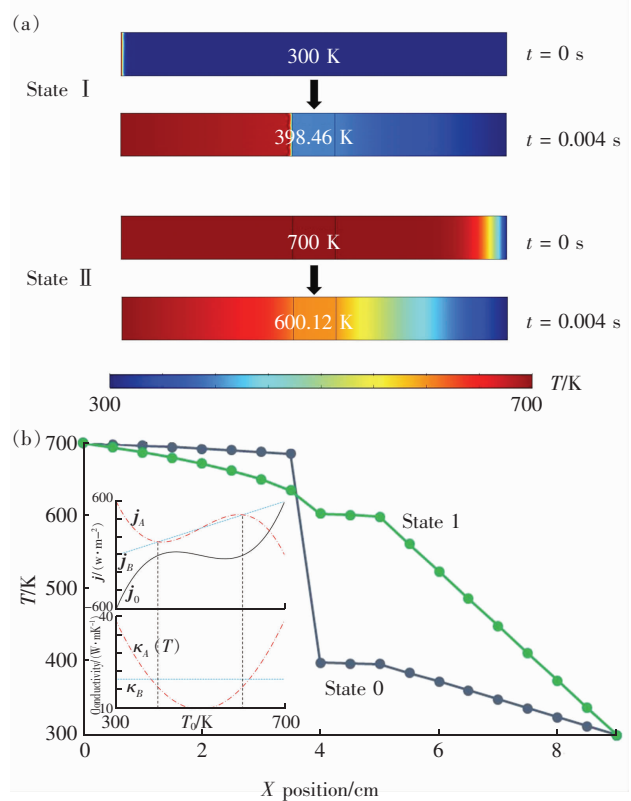 (a)
300 K
t = 0 s
State Ⅰ
398.46 K
t = 0.004 s
700 K
t = 0 s
State Ⅱ
600.12 K
t = 0.004 s
T/K
300
700
(b)
700
600
500
400
300
T/K
0
2
4
6
8
X position/cm
State 1
State 0
600
-600
j/(w·m⁻²)
j_A
j_B
j_0
40
10
(lonductivity/(W·mK⁻¹)
κ_A (T)
κ_B
300
T_0/K
700